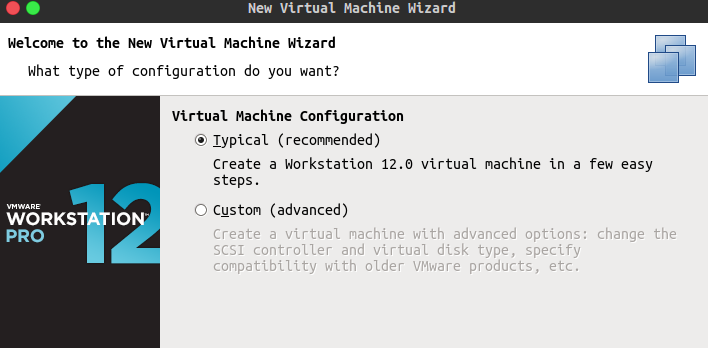 New Virtual Machine Wizard
Welcome to the New Virtual Machine Wizard
What type of configuration do you want?
VMWARE
WORKSTATION™
PRO 12
Virtual Machine Configuration
Typical (recommended)
Create a Workstation 12.0 virtual machine in a few easy
steps.
Custom (advanced)
Create a virtual machine with advanced options: change the
SCSI controller and virtual disk type, specify
compatibility with older VMware products, etc.